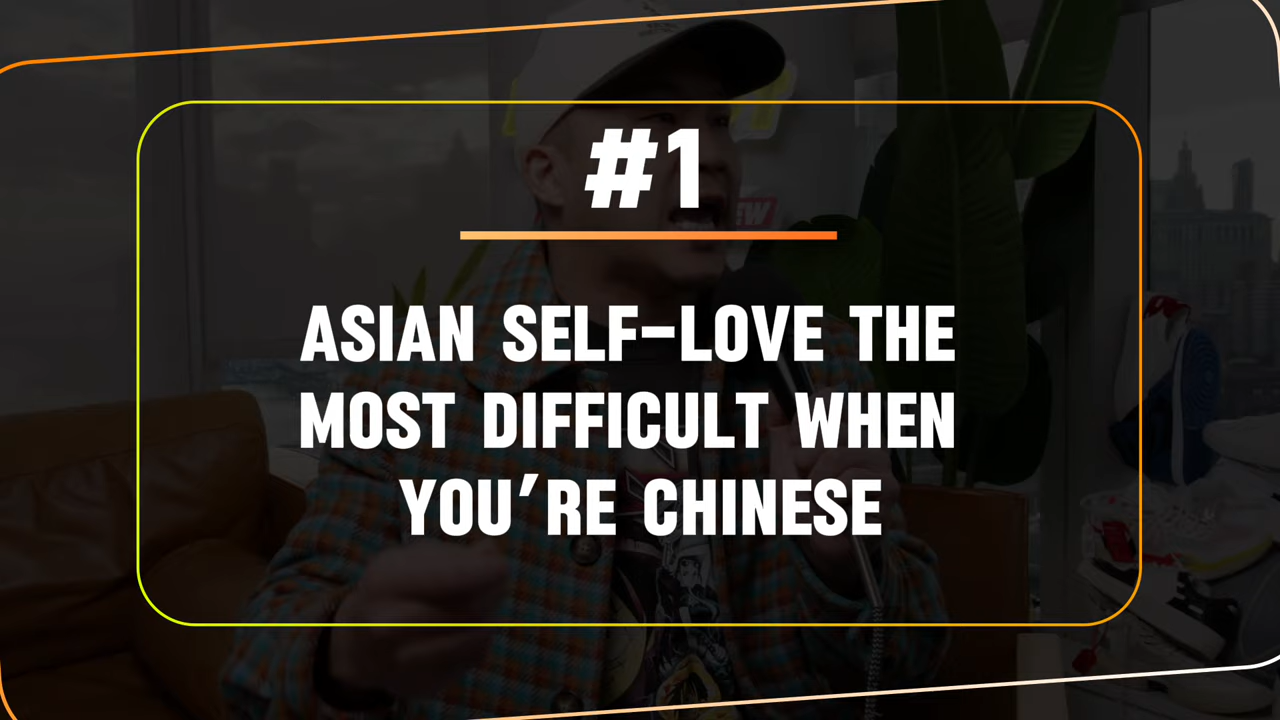 #1
ASIAN SELF-LOVE THE
MOST DIFFICULT WHEN
YOU'RE CHINESE